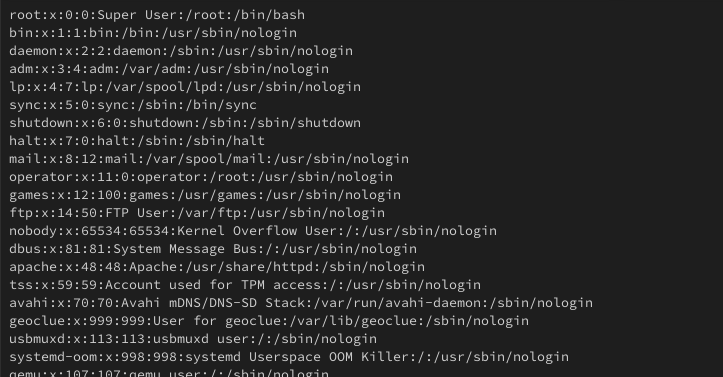 root:x:0:0:Super User:/root:/bin/bash
bin:x:1:1:bin:/bin:/usr/sbin/nologin
daemon:x:2:2:daemon:/sbin:/usr/sbin/nologin
adm:x:3:4:adm:/var/adm:/usr/sbin/nologin
lp:x:4:7:lp:/var/spool/lpd:/usr/sbin/nologin
sync:x:5:0:sync:/sbin:/bin/sync
shutdown:x:6:0:shutdown:/sbin:/sbin/shutdown
halt:x:7:0:halt:/sbin:/sbin/halt
mail:x:8:12:mail:/var/spool/mail:/usr/sbin/nologin
operator:x:11:0:operator:/root:/usr/sbin/nologin
games:x:12:100:games:/usr/games:/usr/sbin/nologin
ftp:x:14:50:FTP User:/var/ftp:/usr/sbin/nologin
nobody:x:65534:65534:Kernel Overflow User:/:/usr/sbin/nologin
dbus:x:81:81:System Message Bus:/:/usr/sbin/nologin
apache:x:48:48:Apache:/usr/share/httpd:/sbin/nologin
tss:x:59:59:Account used for TPM access:/:/usr/sbin/nologin
avahi:x:70:70:Avahi mDNS/DNS-SD Stack:/var/run/avahi-daemon:/sbin/nologin
geoclue:x:999:999:User for geoclue:/var/lib/geoclue:/sbin/nologin
usbmuxd:x:113:113:usbmuxd user:/:/sbin/nologin
systemd-oom:x:998:998:systemd Userspace OOM Killer:/:/usr/sbin/nologin
qemu:x:107:107:qemu user:/:/sbin/nologin